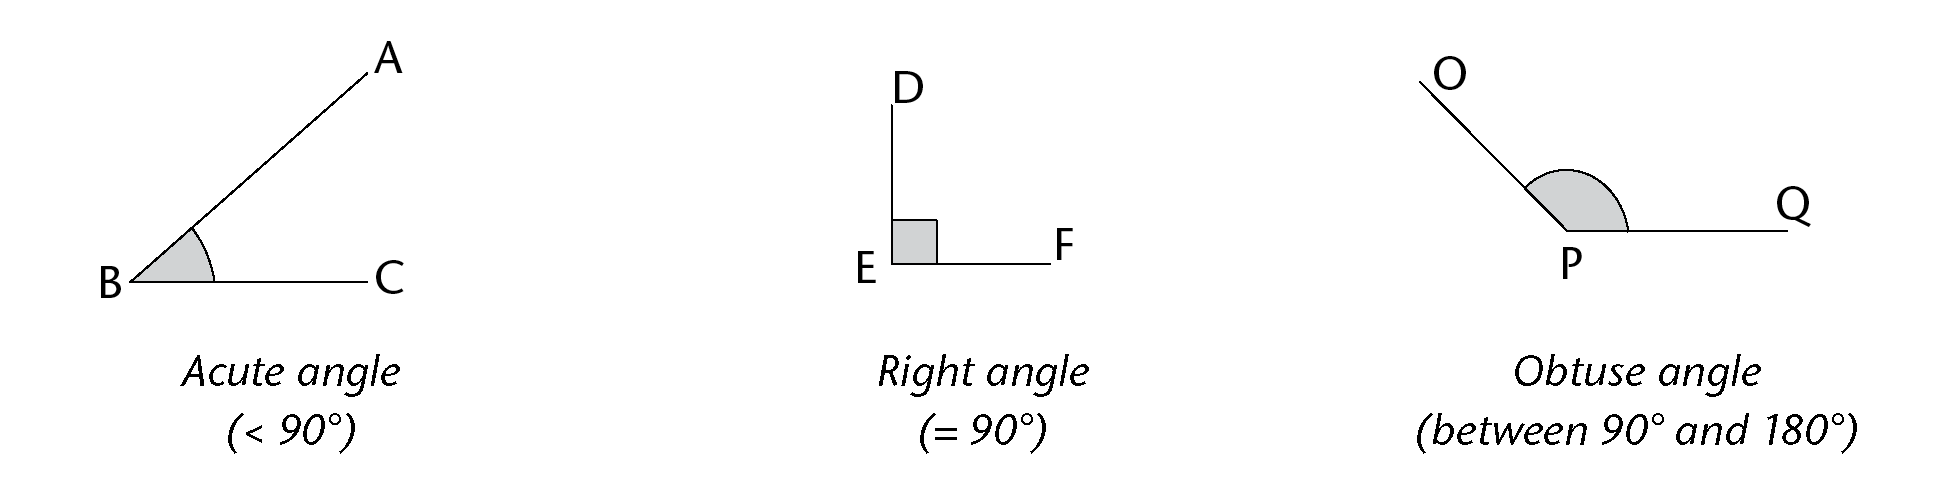 A
B
C
Acute angle
(< 90°)
D
E
F
Right angle
(= 90°)
O
P
Q
Obtuse angle
(between 90° and 180°)